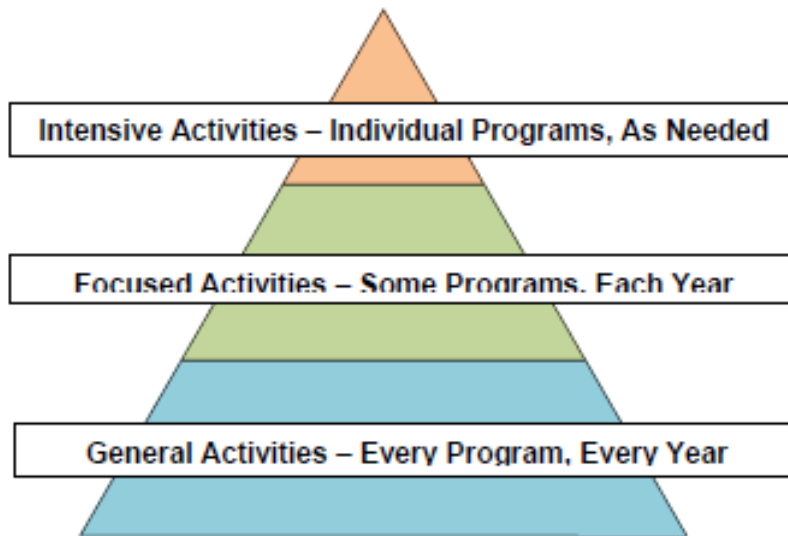 Intensive Activities – Individual Programs, As Needed
Focused Activities – Some Programs, Each Year
General Activities – Every Program, Every Year